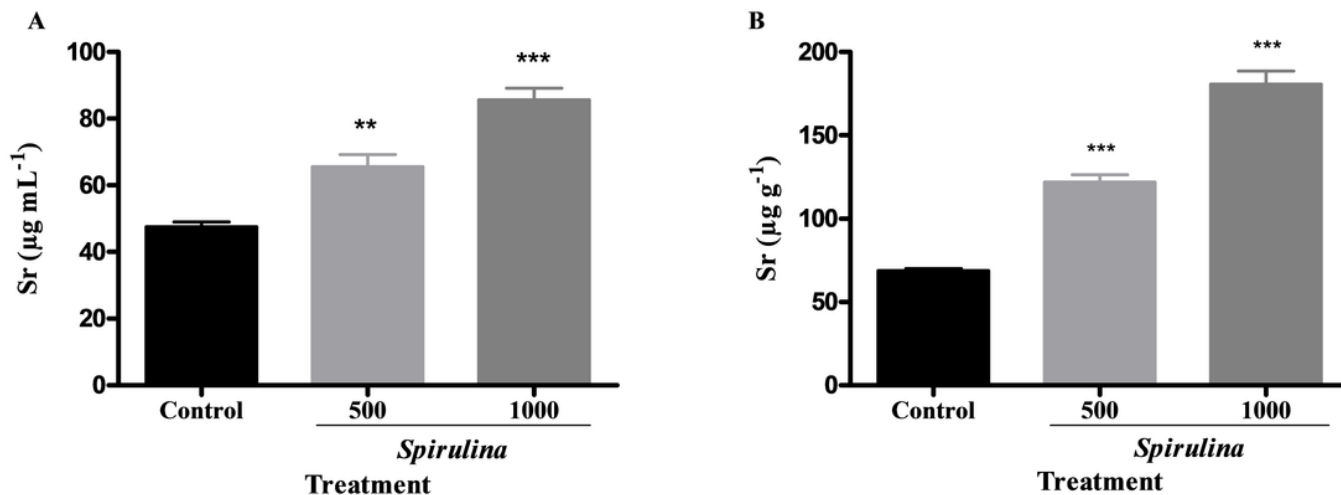 A
Sr (µg mL⁻¹)
100
80
60
40
20
0
**
***
Control
500
1000
Spirulina
Treatment
B
Sr (µg g⁻¹)
200
150
100
50
0
***
***
Control
500
1000
Spirulina
Treatment